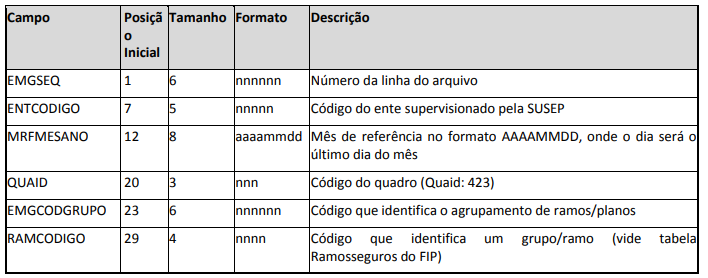 Campo Posiçã Tamanho Formato Descrição
o
Inicial
EMGSEQ 1 6 nnnnnn Número da linha do arquivo
ENTCODIGO 7 5 nnnnn Código do ente supervisionado pela SUSEP
MRFMESANO 12 8 aaaammdd Mês de referência no formato AAAAMMDD, onde o dia será o
último dia do mês
QUAID 20 3 nnn Código do quadro (Quaid: 423)
EMGCODGRUPO 23 6 nnnnnn Código que identifica o agrupamento de ramos/planos
RAMCODIGO 29 4 nnnn Código que identifica um grupo/ramo (vide tabela
Ramosseguros do FIP)